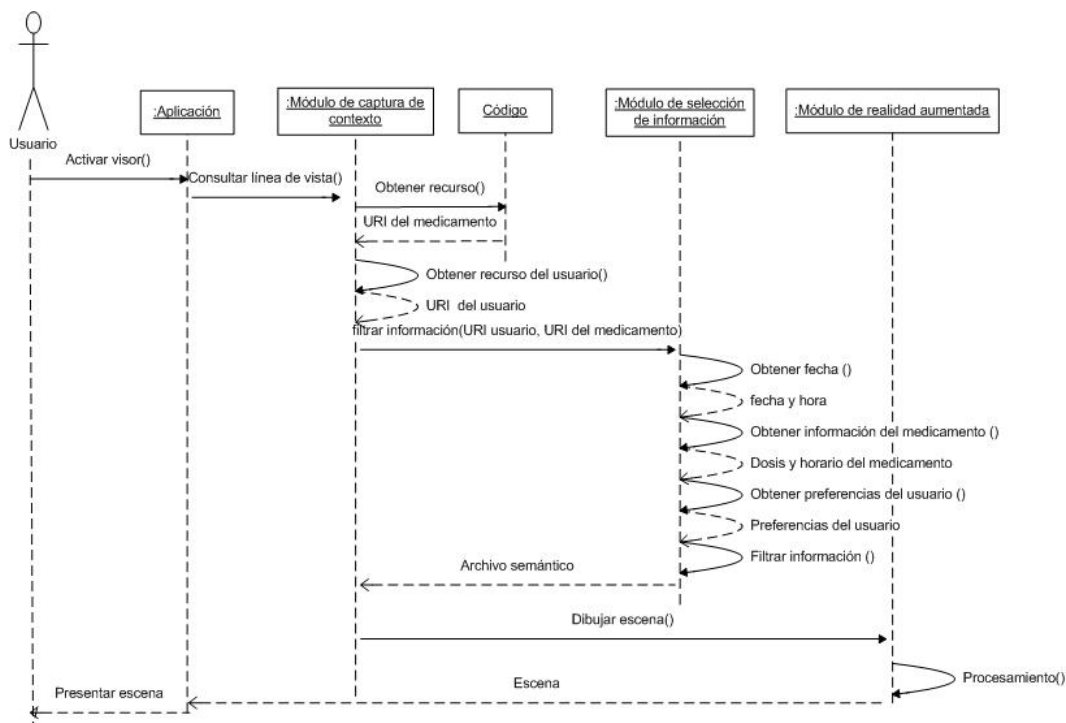 Usuario
:Aplicación
:Módulo de captura de
contexto
Código
:Módulo de selección
de información
:Módulo de realidad aumentada
Activar visor()
Consultar línea de vista()
Obtener recurso()
URI del medicamento
Obtener recurso del usuario()
URI del usuario
filtrar información(URI usuario, URI del medicamento)
Obtener fecha ()
fecha y hora
Obtener información del medicamento ()
Dosis y horario del medicamento
Obtener preferencias del usuario ()
Preferencias del usuario
Filtrar información ()
Archivo semántico
Dibujar escena()
Procesamiento()
Escena
Presentar escena